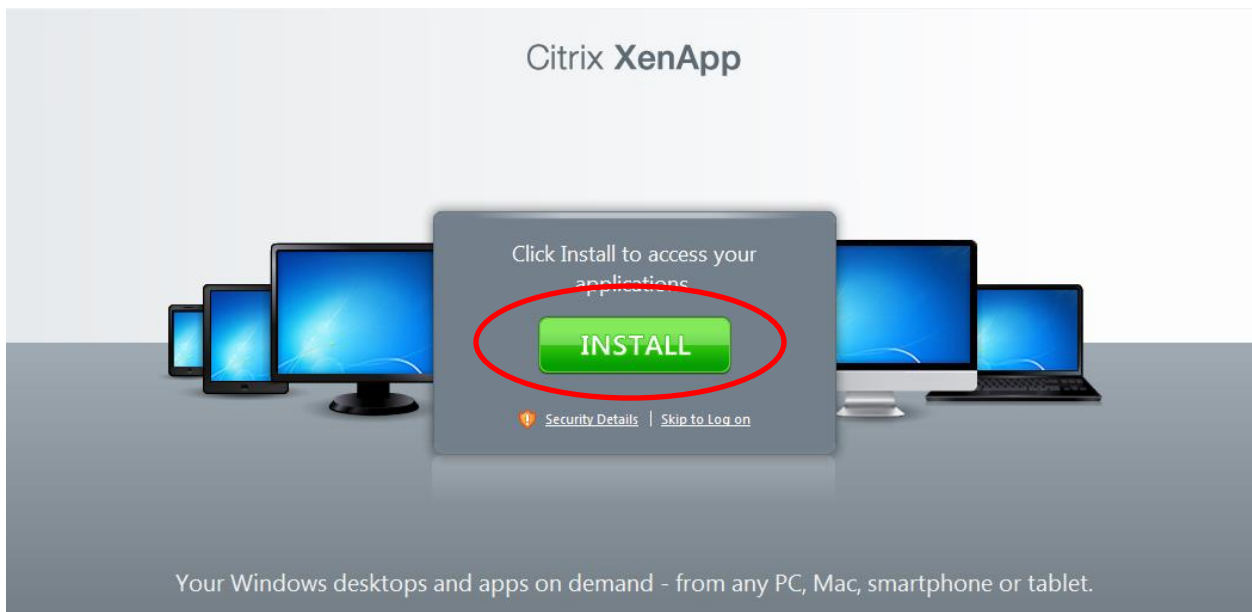 Citrix XenApp
Click Install to access your
applications
INSTALL
Security Details | Skip to Log on
Your Windows desktops and apps on demand - from any PC, Mac, smartphone or tablet.